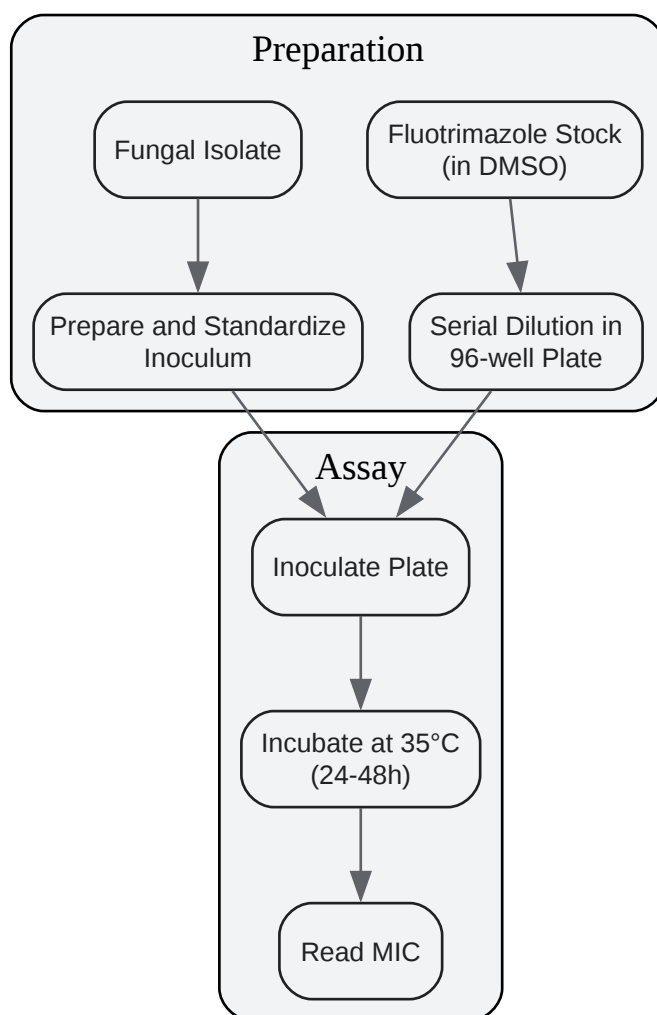 Preparation
Fungal Isolate
Fluotrimazole Stock
(in DMSO)
Prepare and Standardize
Inoculum
Serial Dilution in
96-well Plate
Assay
Inoculate Plate
Incubate at 35°C
(24-48h)
Read MIC